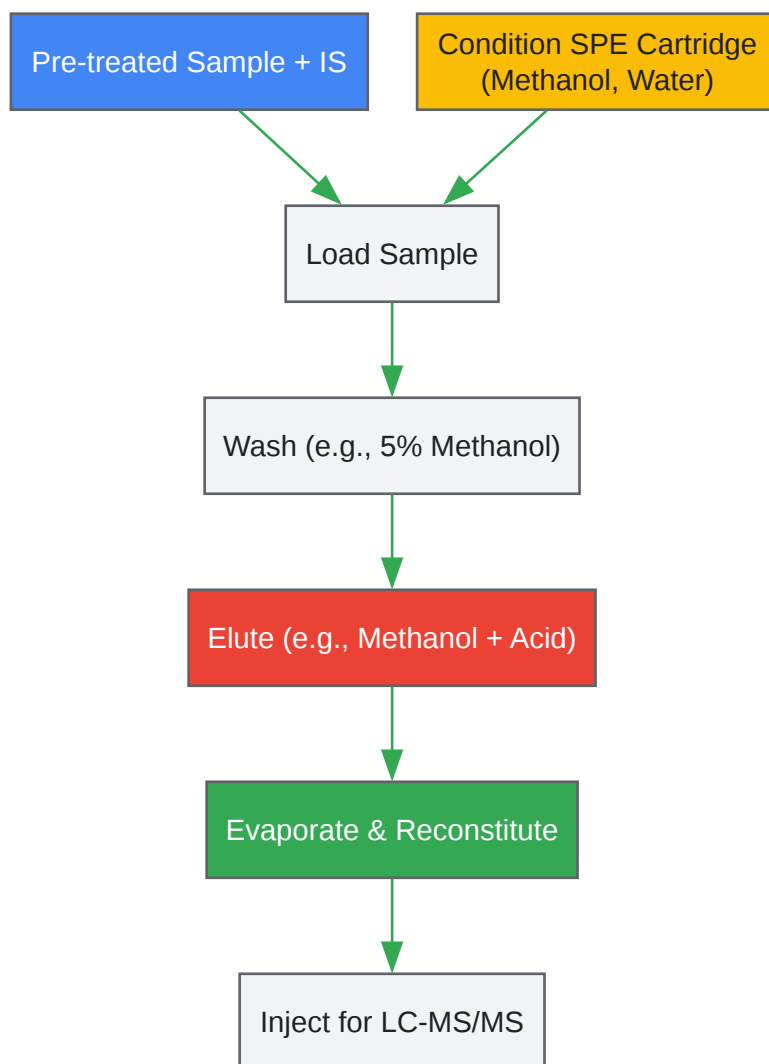 Pre-treated Sample + IS
Condition SPE Cartridge
(Methanol, Water)
Load Sample
Wash (e.g., 5% Methanol)
Elute (e.g., Methanol + Acid)
Evaporate & Reconstitute
Inject for LC-MS/MS